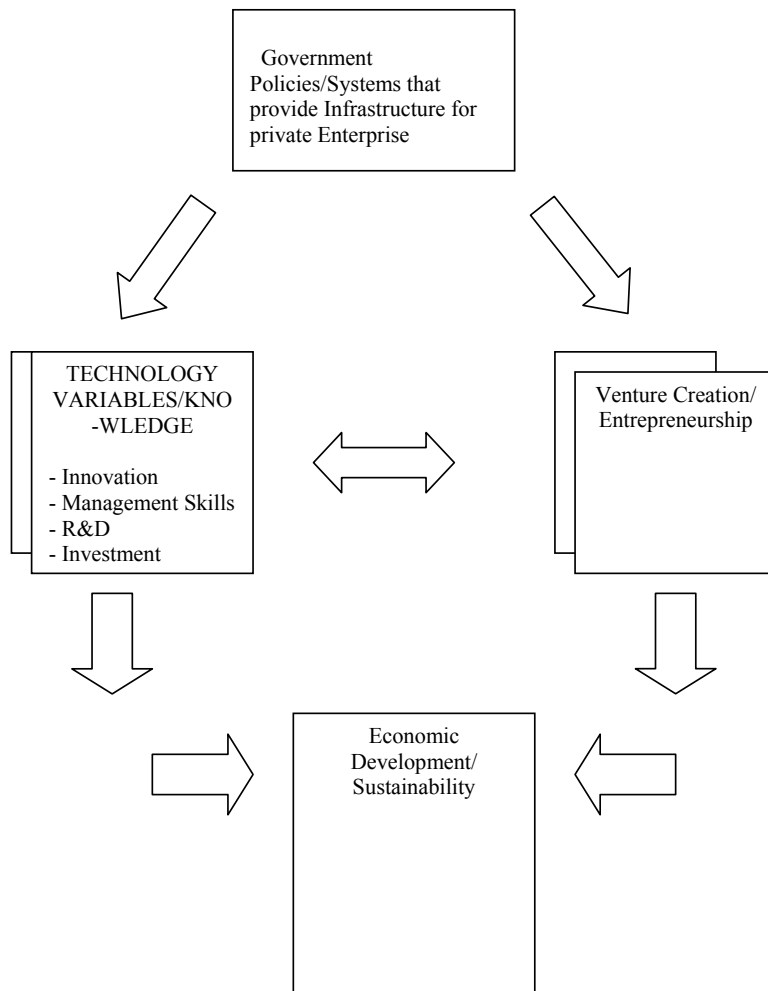 Government
Policies/Systems that
provide Infrastructure for
private Enterprise
TECHNOLOGY
VARIABLES/KNO
-WLEDGE
- Innovation
- Management Skills
- R&D
- Investment
Venture Creation/
Entrepreneurship
Economic
Development/
Sustainability